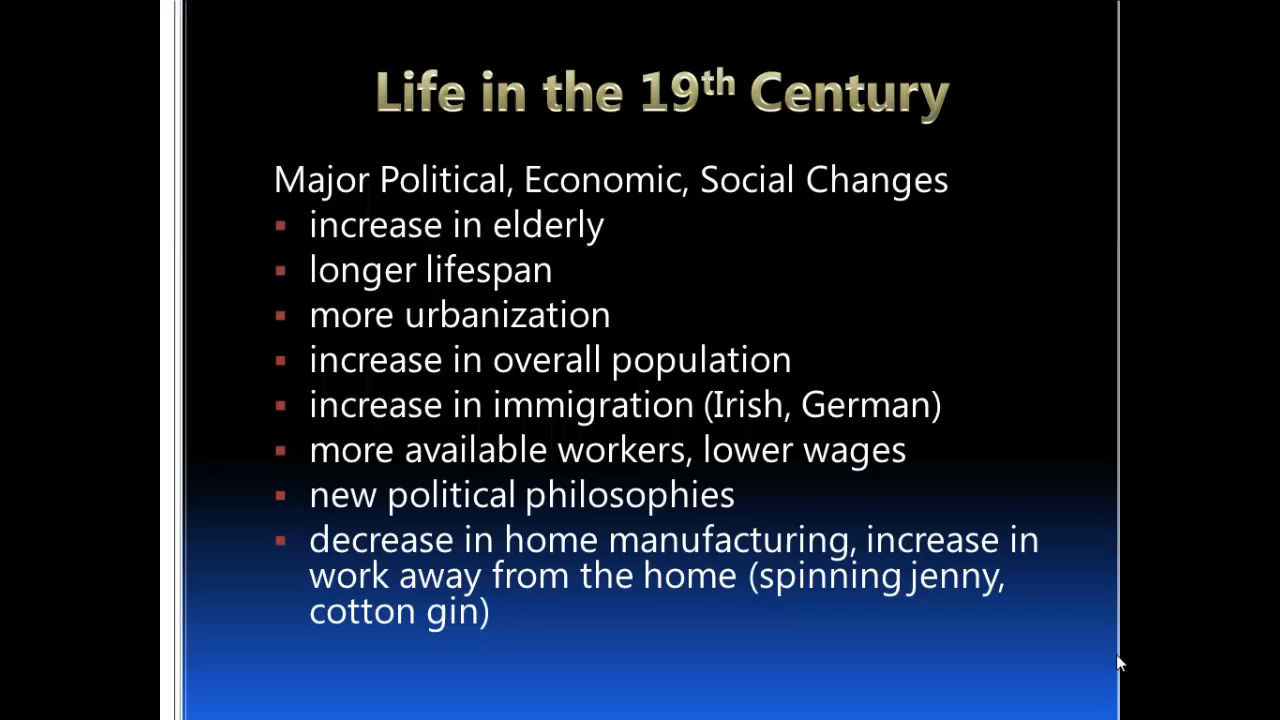 Life in the 19th Century
Major Political, Economic, Social Changes
▪ increase in elderly
▪ longer lifespan
▪ more urbanization
▪ increase in overall population
▪ increase in immigration (Irish, German)
▪ more available workers, lower wages
▪ new political philosophies
▪ decrease in home manufacturing, increase in
work away from the home (spinning jenny,
cotton gin)